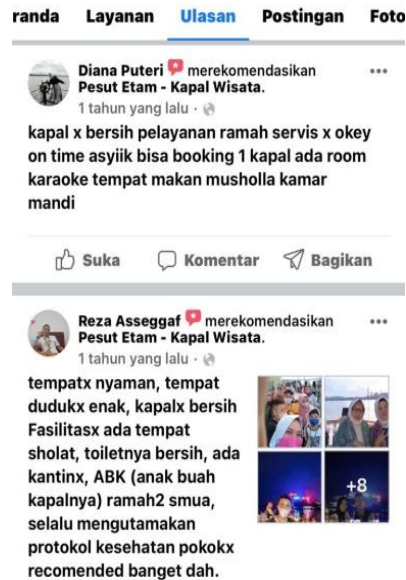 randa Layanan Ulasan Postingan Foto
Diana Puteri merekomendasikan
Pesut Etam - Kapal Wisata.
1 tahun yang lalu ·
kapal x bersih pelayanan ramah servis x okey
on time asyiik bisa booking 1 kapal ada room
karaoke tempat makan musholla kamar
mandi
Suka Komentar Bagikan
Reza Asseggaf merekomendasikan
Pesut Etam - Kapal Wisata.
1 tahun yang lalu ·
tempatx nyaman, tempat
dudukx enak, kapalx bersih
Fasilitasx ada tempat
sholat, toiletnya bersih, ada
kantinx, ABK (anak buah
kapalnya) ramah2 smua,
selalu mengutamakan
protokol kesehatan pokokx
recomended banget dah.
+8